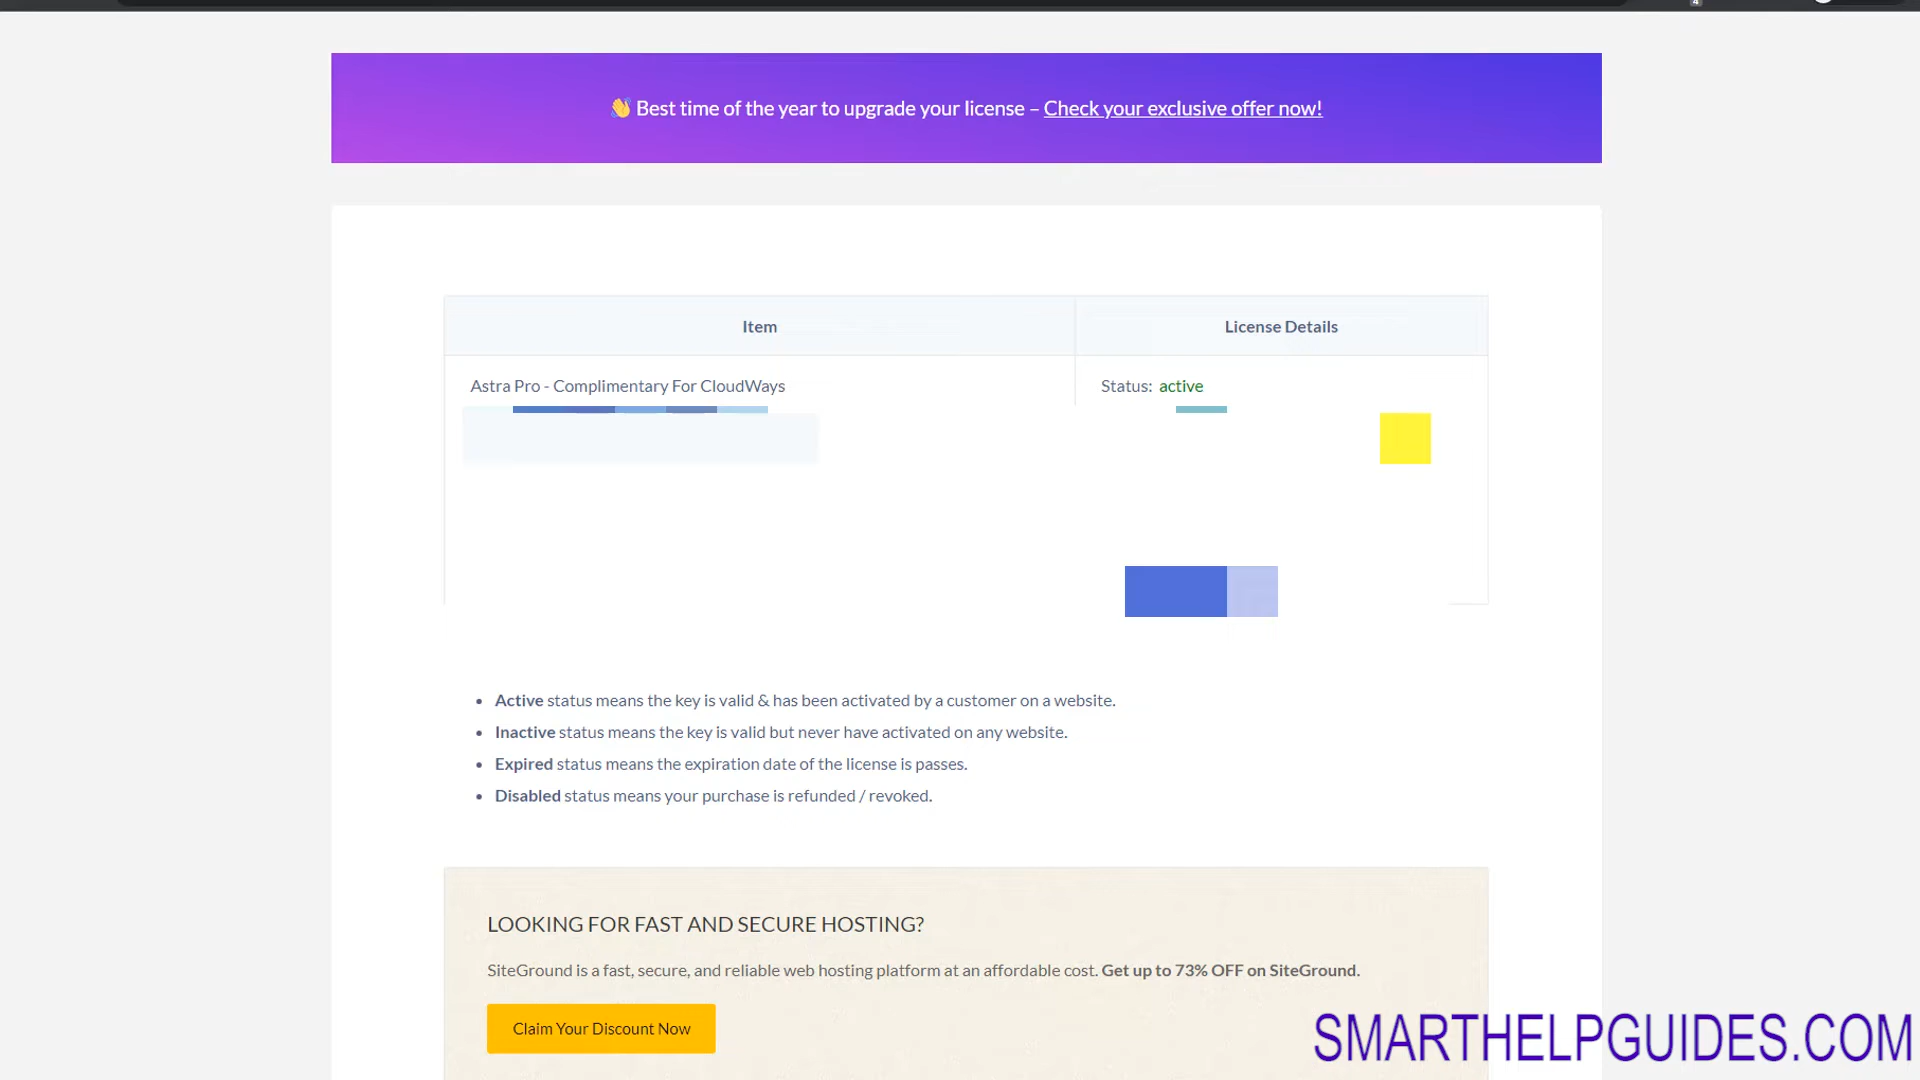 4
👋 Best time of the year to upgrade your license – Check your exclusive offer now!
Item
License Details
Astra Pro - Complimentary For CloudWays
Status: active
• Active status means the key is valid & has been activated by a customer on a website.
• Inactive status means the key is valid but never have activated on any website.
• Expired status means the expiration date of the license is passes.
• Disabled status means your purchase is refunded / revoked.
LOOKING FOR FAST AND SECURE HOSTING?
SiteGround is a fast, secure, and reliable web hosting platform at an affordable cost. Get up to 73% OFF on SiteGround.
Claim Your Discount Now
SMARTHELPGUIDES.COM